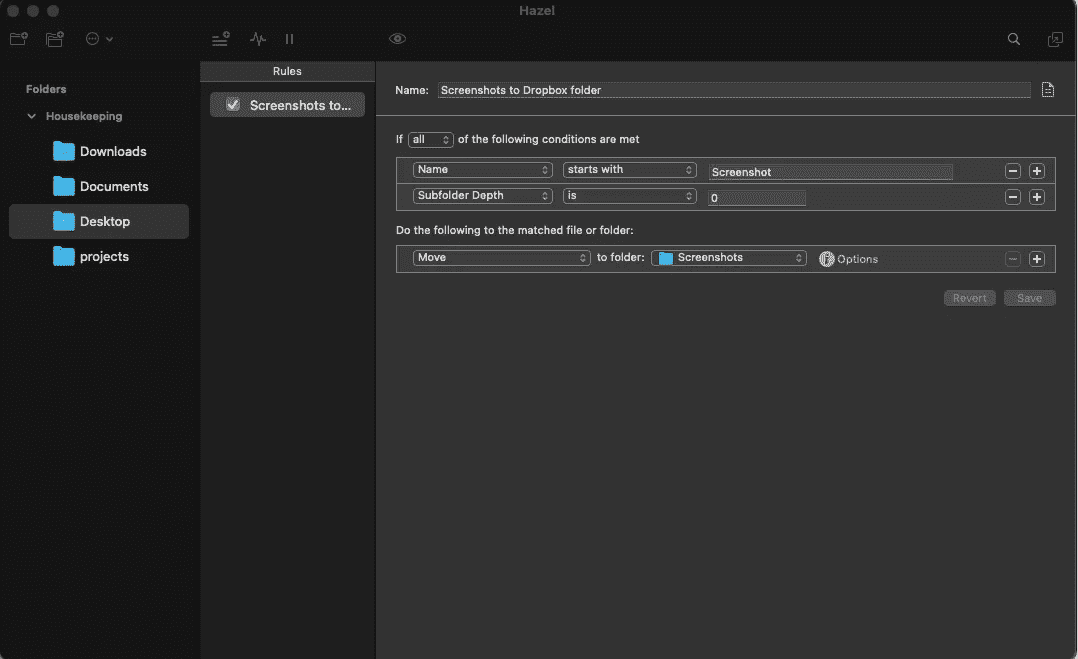 Hazel
Folders
Housekeeping
Downloads
Documents
Desktop
projects
Rules
Screenshots to...
Name: Screenshots to Dropbox folder
If all of the following conditions are met
Name starts with Screenshot
Subfolder Depth is 0
Do the following to the matched file or folder:
Move to folder: Screenshots Options
Revert Save